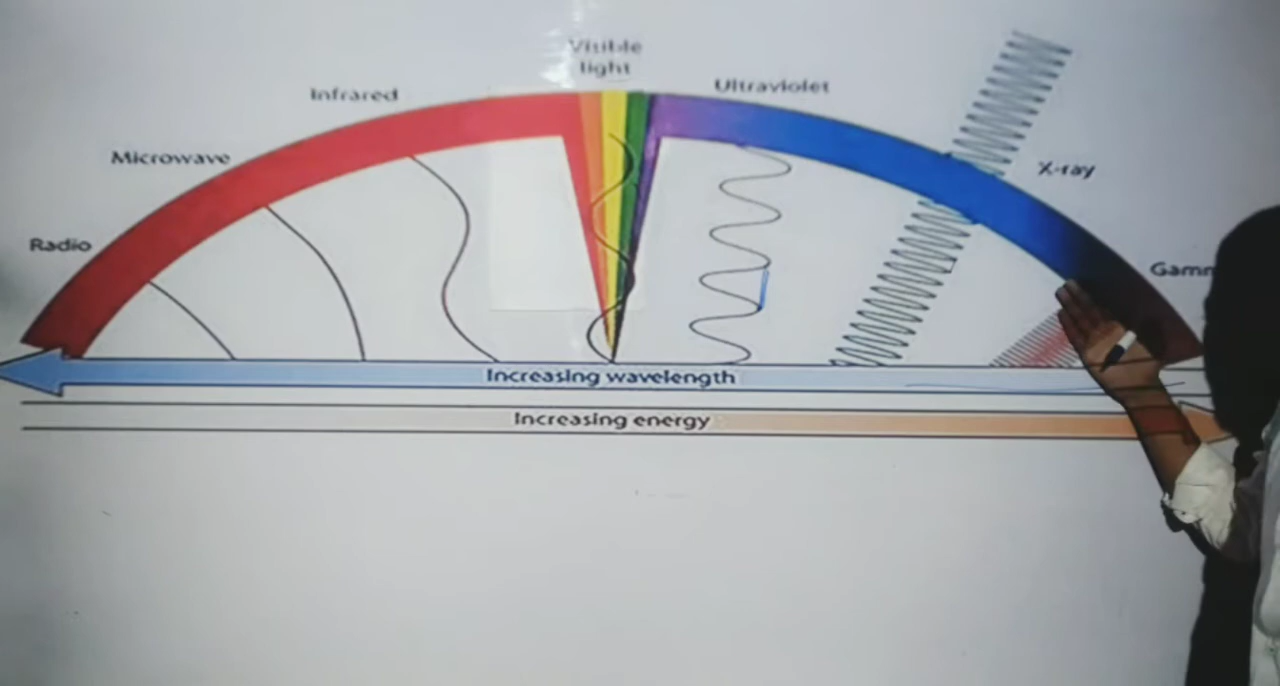 Visible
light
Ultraviolet
Infrared
Microwave
X-ray
Radio
Increasing wavelength
Increasing energy